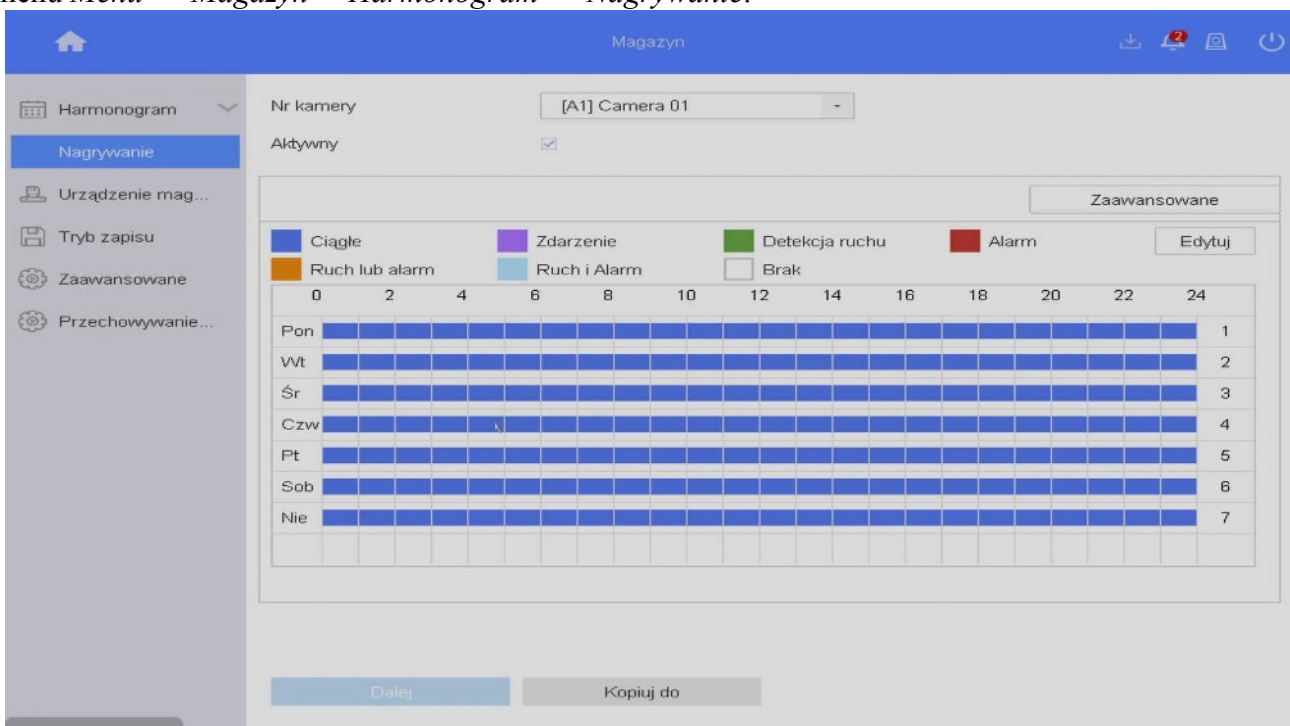 Menu → Magazyn → Harmonogram → Nagrywanie.
Magazyn
2
Harmonogram
Nagrywanie
Urządzenie mag...
Tryb zapisu
Zaawansowane
Przechowywanie...
Nr kamery [A1] Camera 01
Aktywny
Zaawansowane
Ciągłe Zdarzenie Detekcja ruchu Alarm Edytuj
Ruch lub alarm Ruch i Alarm Brak
0 2 4 6 8 10 12 14 16 18 20 22 24
Pon 1
Wt 2
Śr 3
Czw 4
Pt 5
Sob 6
Nie 7
Dalej Kopiuj do